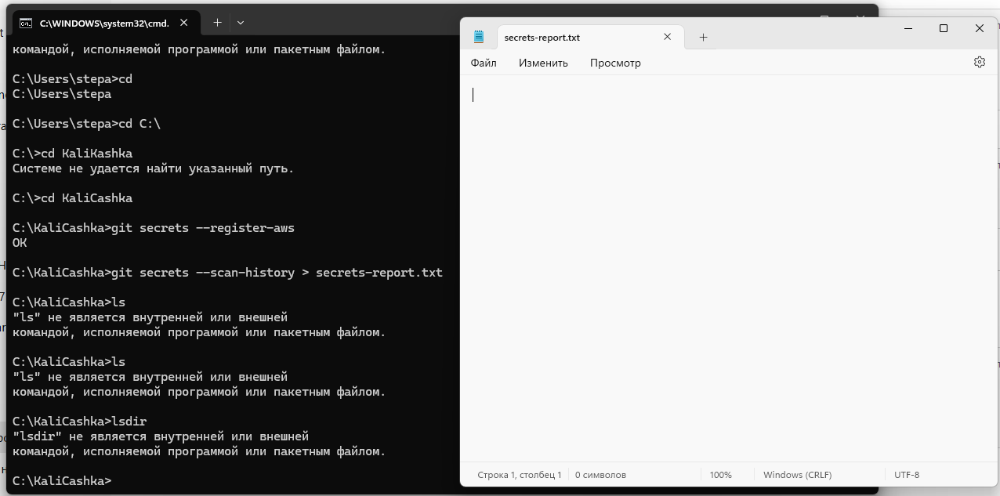 C:\WINDOWS\system32\cmd.
командой, исполняемой программой или пакетным файлом.
C:\Users\stepa>cd
C:\Users\stepa
C:\Users\stepa>cd C:\
C:\>cd KaliKashka
Системе не удается найти указанный путь.
C:\>cd KaliCashka
C:\KaliCashka>git secrets --register-aws
OK
C:\KaliCashka>git secrets --scan-history > secrets-report.txt
C:\KaliCashka>ls
"ls" не является внутренней или внешней
командой, исполняемой программой или пакетным файлом.
C:\KaliCashka>ls
"ls" не является внутренней или внешней
командой, исполняемой программой или пакетным файлом.
C:\KaliCashka>lsdir
"lsdir" не является внутренней или внешней
командой, исполняемой программой или пакетным файлом.
C:\KaliCashka>
secrets-report.txt
Файл Изменить Просмотр
Строка 1, столбец 1 0 символов 100% Windows (CRLF) UTF-8